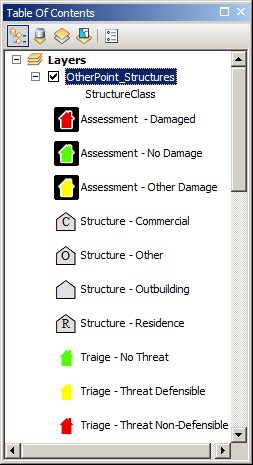 Table Of Contents
Layers
OtherPoint_Structures
StructureClass
Assessment - Damaged
Assessment - No Damage
Assessment - Other Damage
C Structure - Commercial
O Structure - Other
Structure - Outbuilding
R Structure - Residence
Triage - No Threat
Triage - Threat Defensible
Triage - Threat Non-Defensible